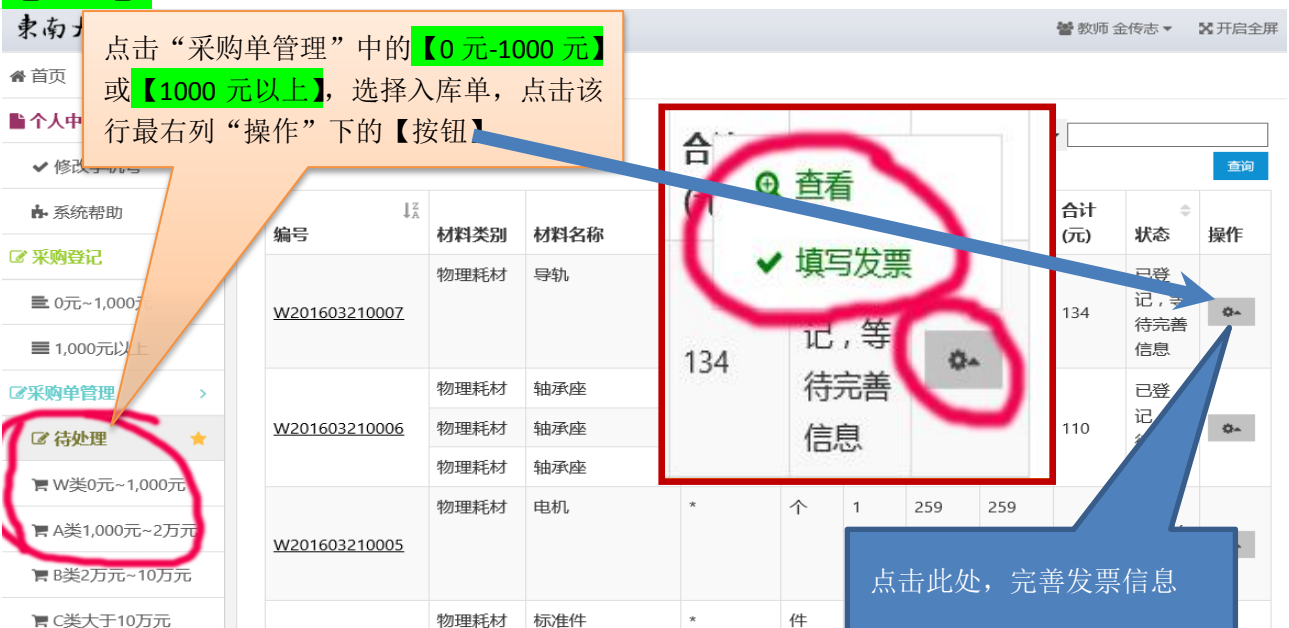 東南大
教师 金传志
开启全屏
点击“采购单管理”中的【0 元-1000 元】
或【1000 元以上】，选择入库单，点击该
行最右列“操作”下的【按钮】
首页
个人中
修改手机号
系统帮助
采购登记
0元~1,000元
1,000元以上
采购单管理
待处理
W类0元~1,000元
A类1,000元~2万元
B类2万元~10万元
C类大于10万元
查询
编号 材料类别 材料名称 合计(元) 状态 操作
W201603210007 物理耗材 导轨 134 已登记，等待完善信息
W201603210006 物理耗材 轴承座 110 已登记
物理耗材 轴承座
物理耗材 轴承座
W201603210005 物理耗材 电机 * 个 1 259 259
物理耗材 标准件 * 件
合
查看
填写发票
134
记，等
待完善
信息
点击此处，完善发票信息